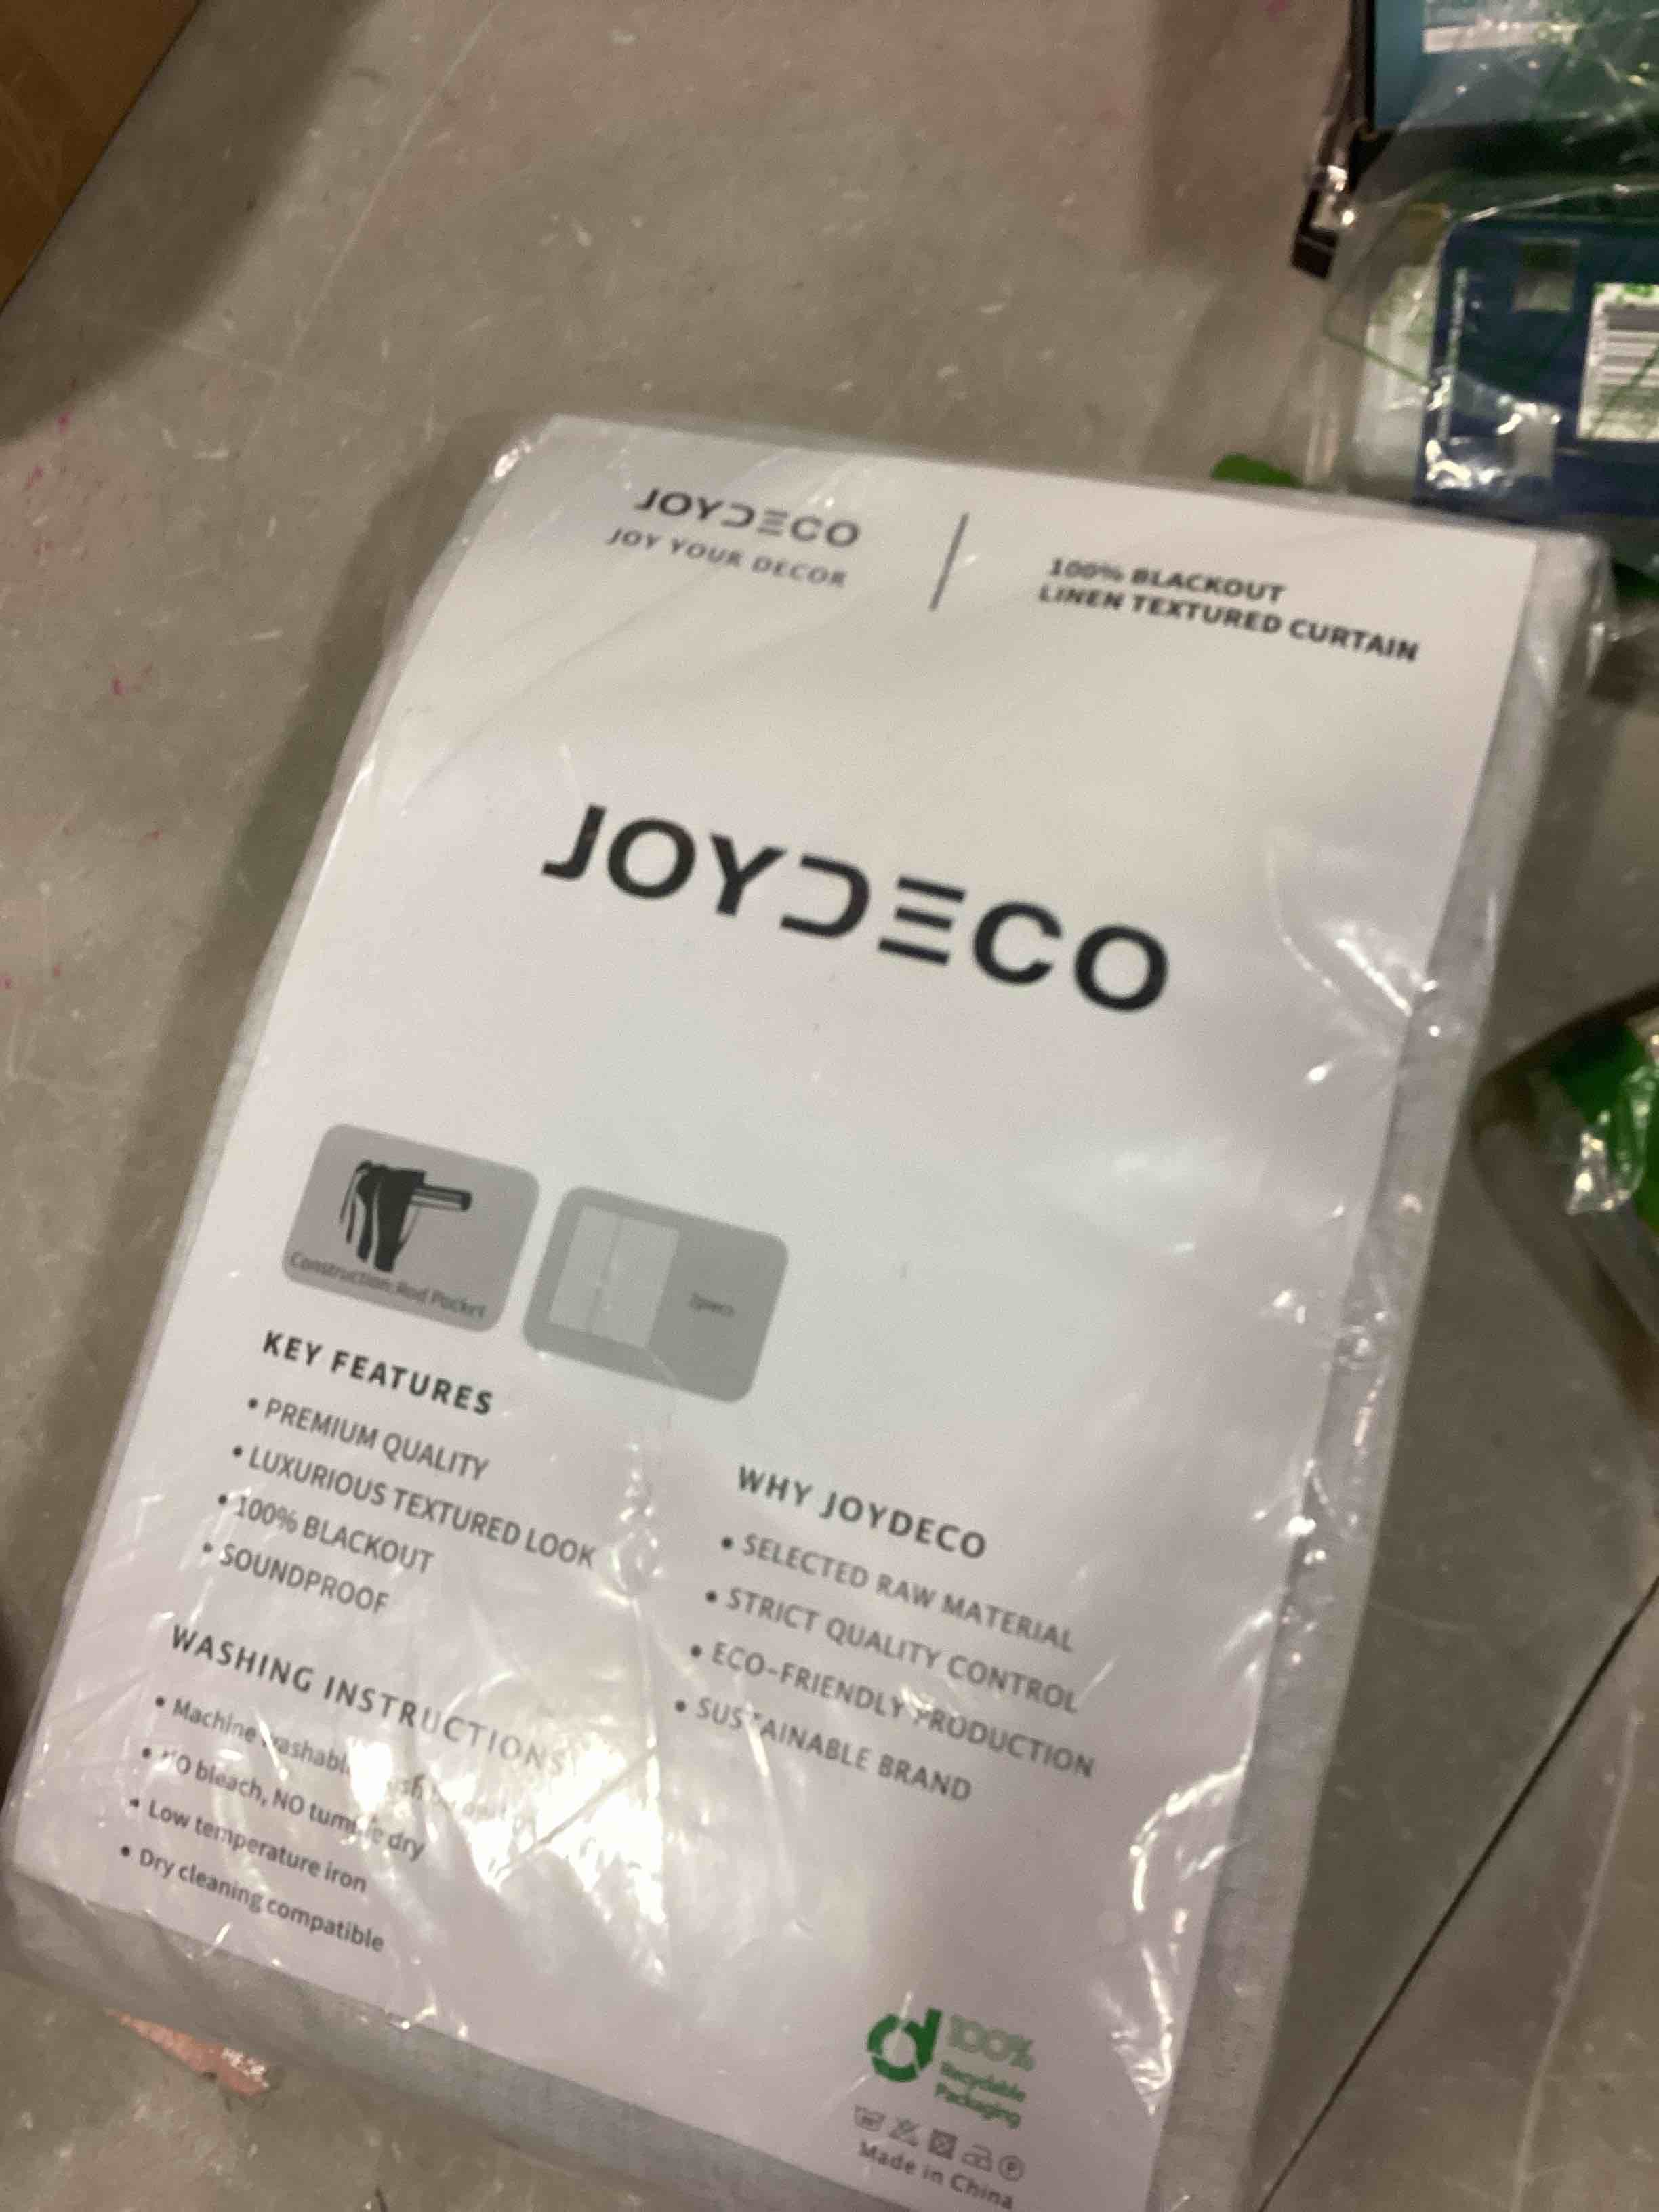 JOYDECO
JOY YOUR DECOR
100% BLACKOUT
LINEN TEXTURED CURTAIN
JOYDECO
Construction:Rod Pocket
KEY FEATURES
• PREMIUM QUALITY
• LUXURIOUS TEXTURED LOOK
• 100% BLACKOUT
• SOUNDPROOF
WHY JOYDECO
• SELECTED RAW MATERIAL
• STRICT QUALITY CONTROL
• ECO-FRIENDLY PRODUCTION
• SUSTAINABLE BRAND
WASHING INSTRUCTIONS
• Machine washable
• NO bleach, NO tumble dry
• Low temperature iron
• Dry cleaning compatible
100%
Recyclable
Packaging
Made in China